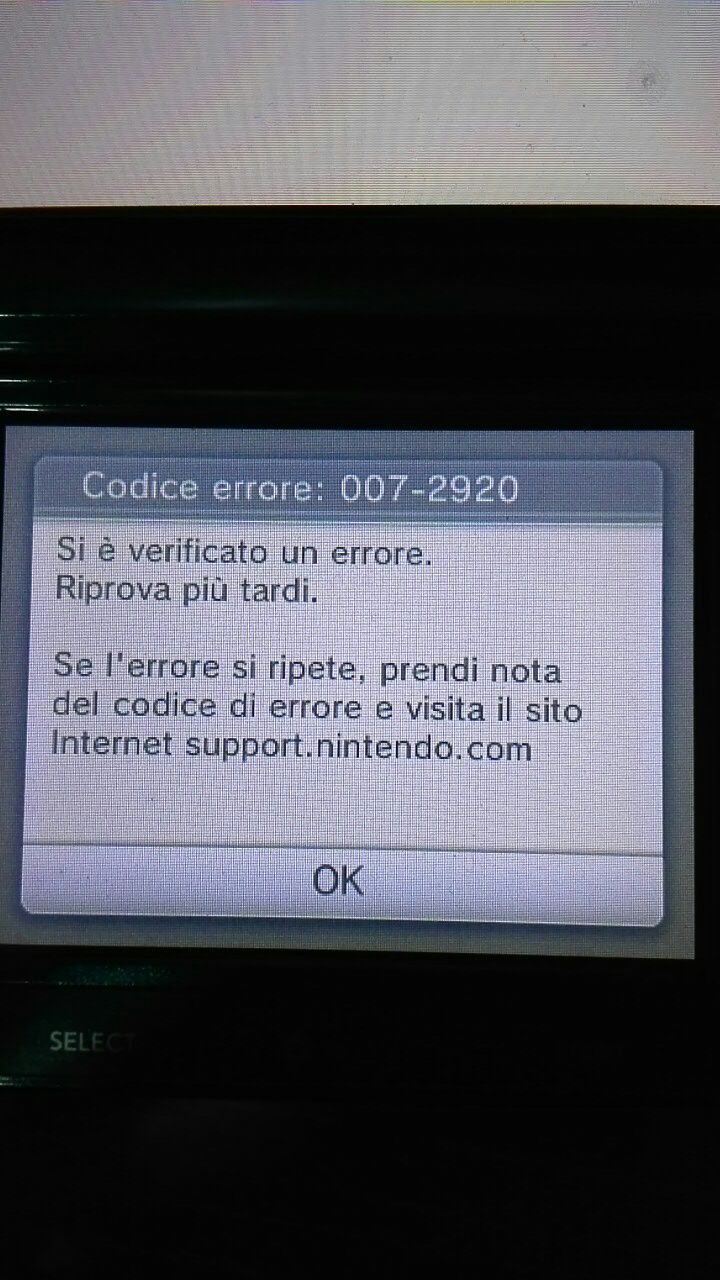 Codice errore: 007-2920
Si è verificato un errore.
Riprova più tardi.
Se l'errore si ripete, prendi nota
del codice di errore e visita il sito
Internet support.nintendo.com
OK
SELECT